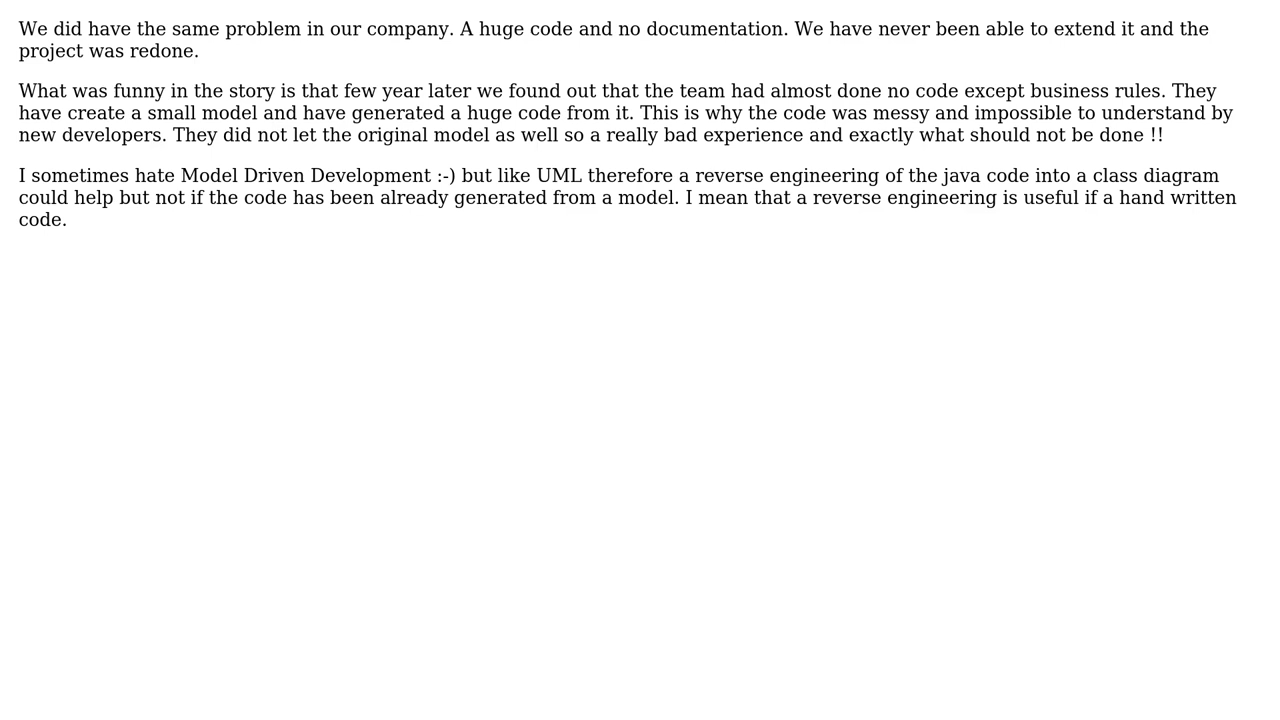 We did have the same problem in our company. A huge code and no documentation. We have never been able to extend it and the
project was redone.
What was funny in the story is that few year later we found out that the team had almost done no code except business rules. They
have create a small model and have generated a huge code from it. This is why the code was messy and impossible to understand by
new developers. They did not let the original model as well so a really bad experience and exactly what should not be done !!
I sometimes hate Model Driven Development :-) but like UML therefore a reverse engineering of the java code into a class diagram
could help but not if the code has been already generated from a model. I mean that a reverse engineering is useful if a hand written
code.